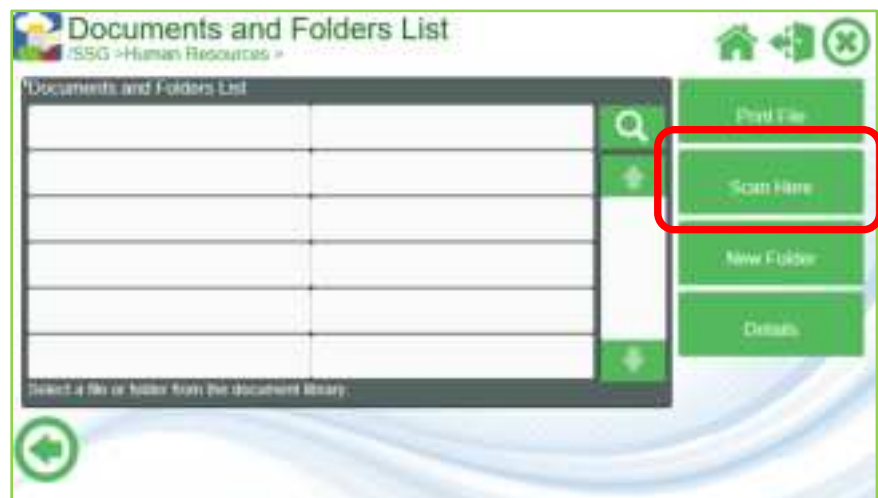 Documents and Folders List
/SSG >Human Resources >
*Documents and Folders List
Print File
Scan Here
New Folder
Details
Select a file or folder from the document library.